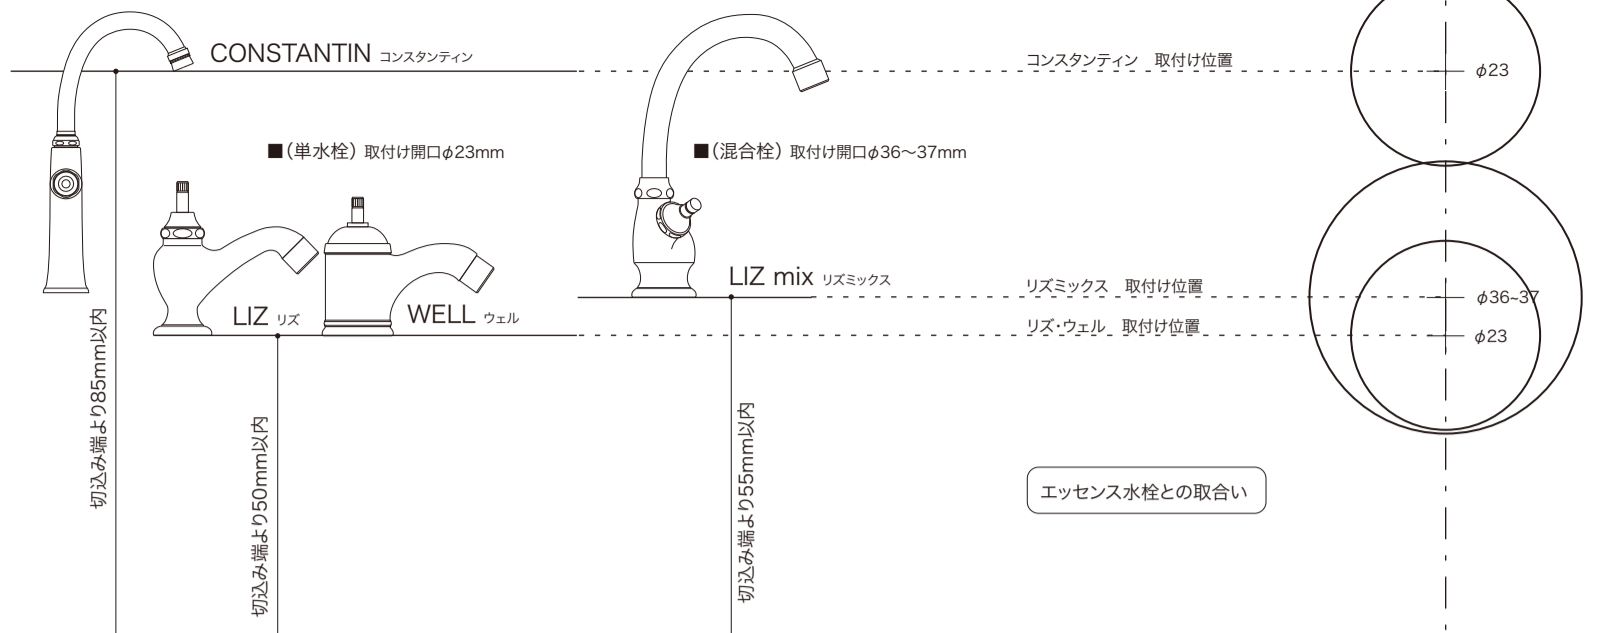 CONSTANTIN コンスタンティン
コンスタンティン 取付け位置
φ23
■(単水栓) 取付け開口φ23mm
■(混合栓) 取付け開口φ36〜37mm
LIZ mix リズミックス
リズミックス 取付け位置
φ36~37
LIZ リズ
WELL ウェル
リズ・ウェル 取付け位置
φ23
切込み端より85mm以内
切込み端より50mm以内
切込み端より55mm以内
エッセンス水栓との取合い